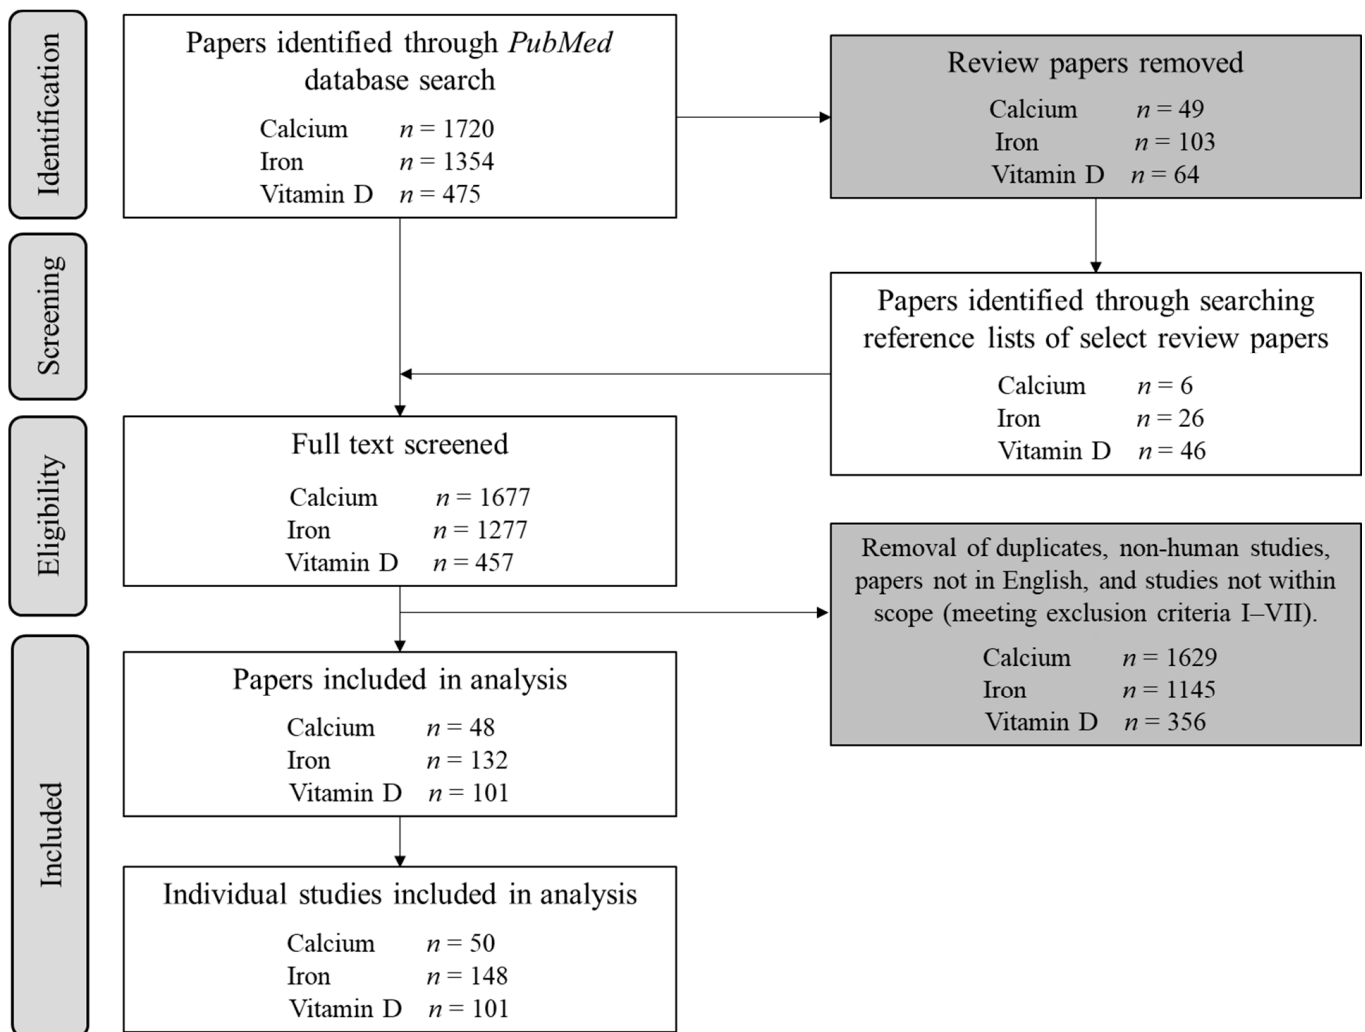 Identification
Papers identified through PubMed
database search
Calcium n = 1720
Iron n = 1354
Vitamin D n = 475
Review papers removed
Calcium n = 49
Iron n = 103
Vitamin D n = 64
Screening
Papers identified through searching
reference lists of select review papers
Calcium n = 6
Iron n = 26
Vitamin D n = 46
Eligibility
Full text screened
Calcium n = 1677
Iron n = 1277
Vitamin D n = 457
Removal of duplicates, non-human studies,
papers not in English, and studies not within
scope (meeting exclusion criteria I–VII).
Calcium n = 1629
Iron n = 1145
Vitamin D n = 356
Included
Papers included in analysis
Calcium n = 48
Iron n = 132
Vitamin D n = 101
Individual studies included in analysis
Calcium n = 50
Iron n = 148
Vitamin D n = 101